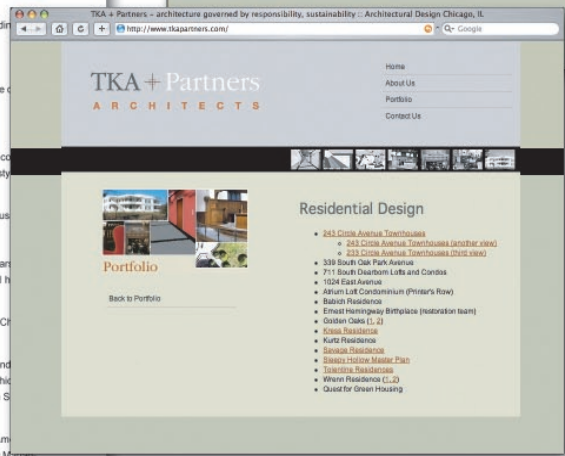 TKA + Partners – architecture governed by responsibility, sustainability :: Architectural Design Chicago, IL
http://www.tkapartners.com/
Google
TKA + Partners
ARCHITECTS
Home
About Us
Portfolio
Contact Us
Portfolio
Back to Portfolio
Residential Design
243 Circle Avenue Townhouses
243 Circle Avenue Townhouses (another view)
233 Circle Avenue Townhouses (third view)
339 South Oak Park Avenue
711 South Dearborn Lofts and Condos
1024 East Avenue
Atrium Loft Condominium (Printer's Row)
Babich Residence
Ernest Hemingway Birthplace (restoration team)
Golden Oaks (1, 2)
Kress Residence
Kurtz Residence
Savage Residence
Sleepy Hollow Master Plan
Tolentine Residences
Wrenn Residence (1, 2)
Quest for Green Housing